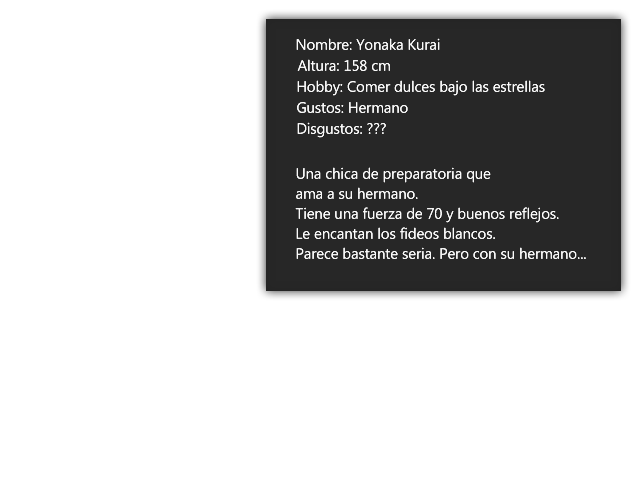 Nombre: Yonaka Kurai
Altura: 158 cm
Hobby: Comer dulces bajo las estrellas
Gustos: Hermano
Disgustos: ???
Una chica de preparatoria que
ama a su hermano.
Tiene una fuerza de 70 y buenos reflejos.
Le encantan los fideos blancos.
Parece bastante seria. Pero con su hermano...